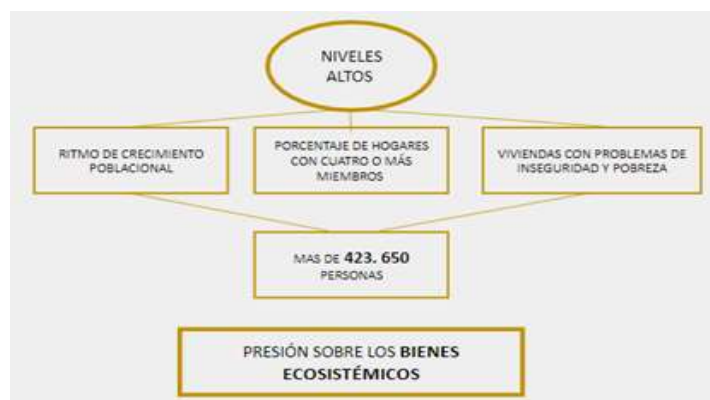 NIVELES
ALTOS
RITMO DE CRECIMIENTO
POBLACIONAL
PORCENTAJE DE HOGARES
CON CUATRO O MÁS
MIEMBROS
VIVIENDAS CON PROBLEMAS DE
INSEGURIDAD Y POBREZA
MAS DE 423. 650
PERSONAS
PRESIÓN SOBRE LOS BIENES
ECOSISTÉMICOS